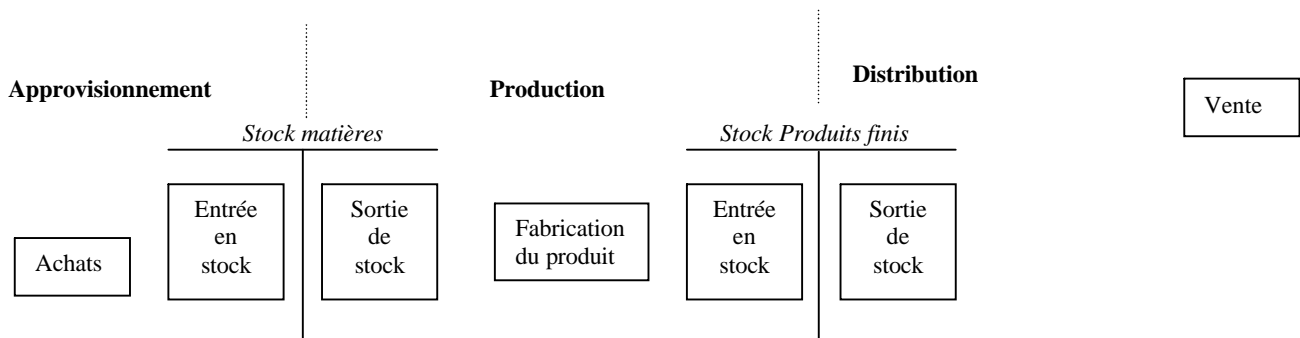 Approvisionnement
Production
Distribution
Vente
Stock matières
Stock Produits finis
Achats
Entrée
en
stock
Sortie
de
stock
Fabrication
du produit
Entrée
en
stock
Sortie
de
stock